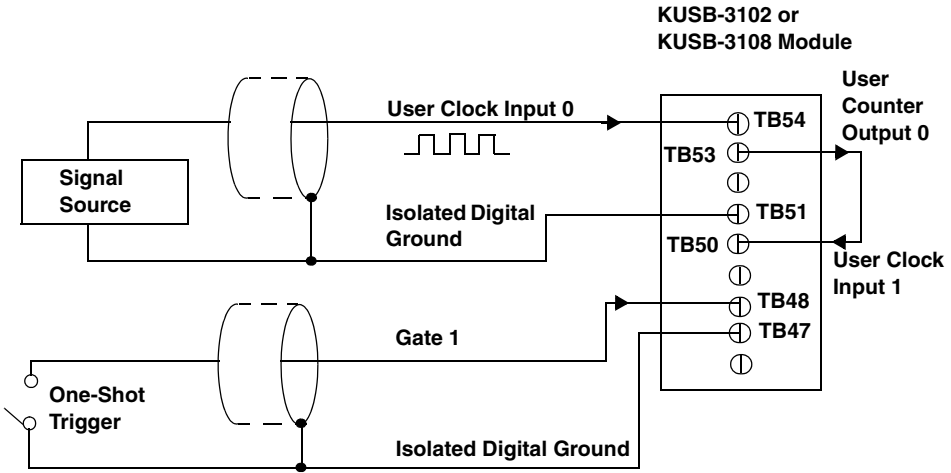 KUSB-3102 or
KUSB-3108 Module
User
Counter
Output 0
User Clock Input 0
TB54
TB53
Signal
Source
Isolated Digital
Ground
TB51
TB50
User Clock
Input 1
TB48
Gate 1
TB47
One-Shot
Trigger
Isolated Digital Ground